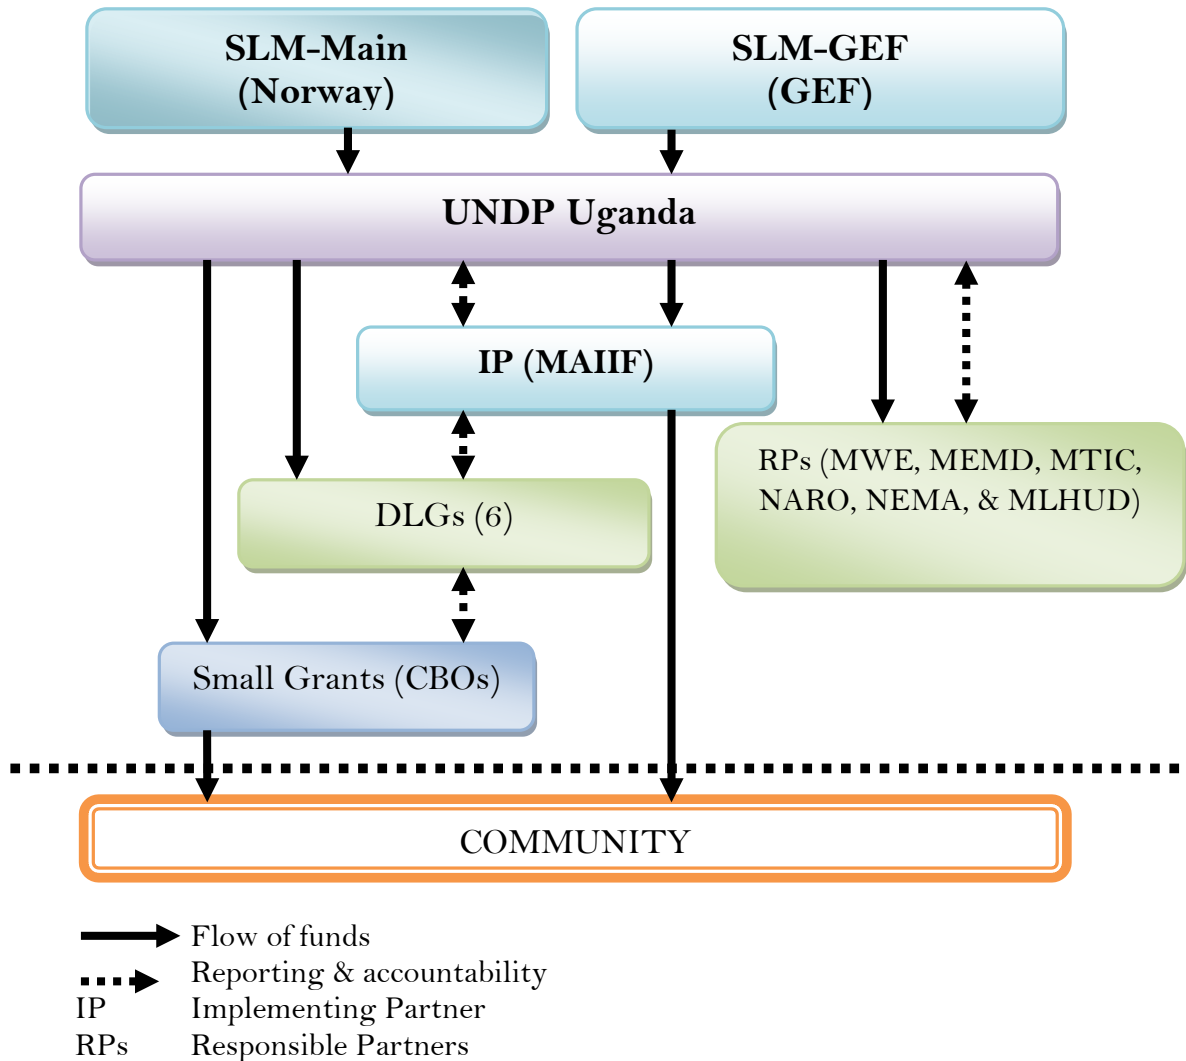 SLM-Main
(Norway)
SLM-GEF
(GEF)
UNDP Uganda
IP (MAIIF)
RPs (MWE, MEMD, MTIC,
NARO, NEMA, & MLHUD)
DLGs (6)
Small Grants (CBOs)
COMMUNITY
Flow of funds
Reporting & accountability
IP Implementing Partner
RPs Responsible Partners